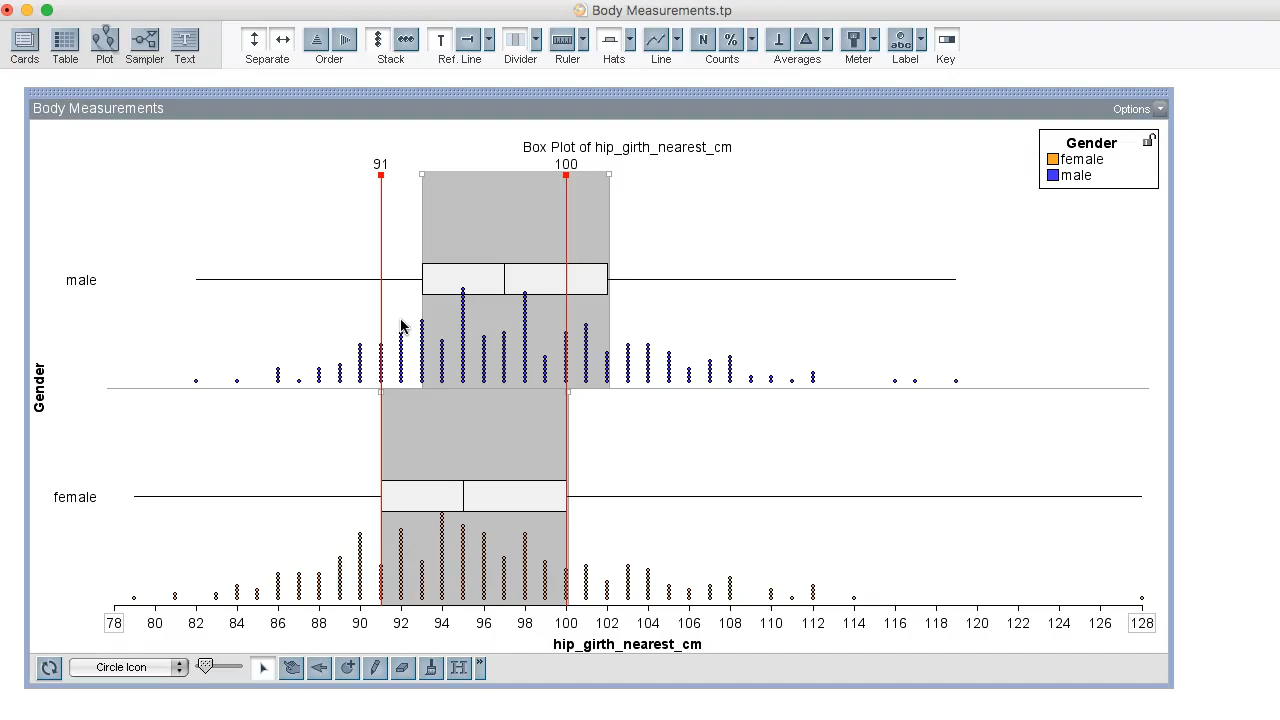 Body Measurements.tp
Cards Table Plot Sampler Text Separate Order Stack Ref. Line Divider Ruler Hats Line Counts Averages Meter Label Key
Body Measurements Options
Box Plot of hip_girth_nearest_cm
91 100
Gender
female
male
male
Gender
female
78 80 82 84 86 88 90 92 94 96 98 100 102 104 106 108 110 112 114 116 118 120 122 124 126 128
hip_girth_nearest_cm
Circle Icon